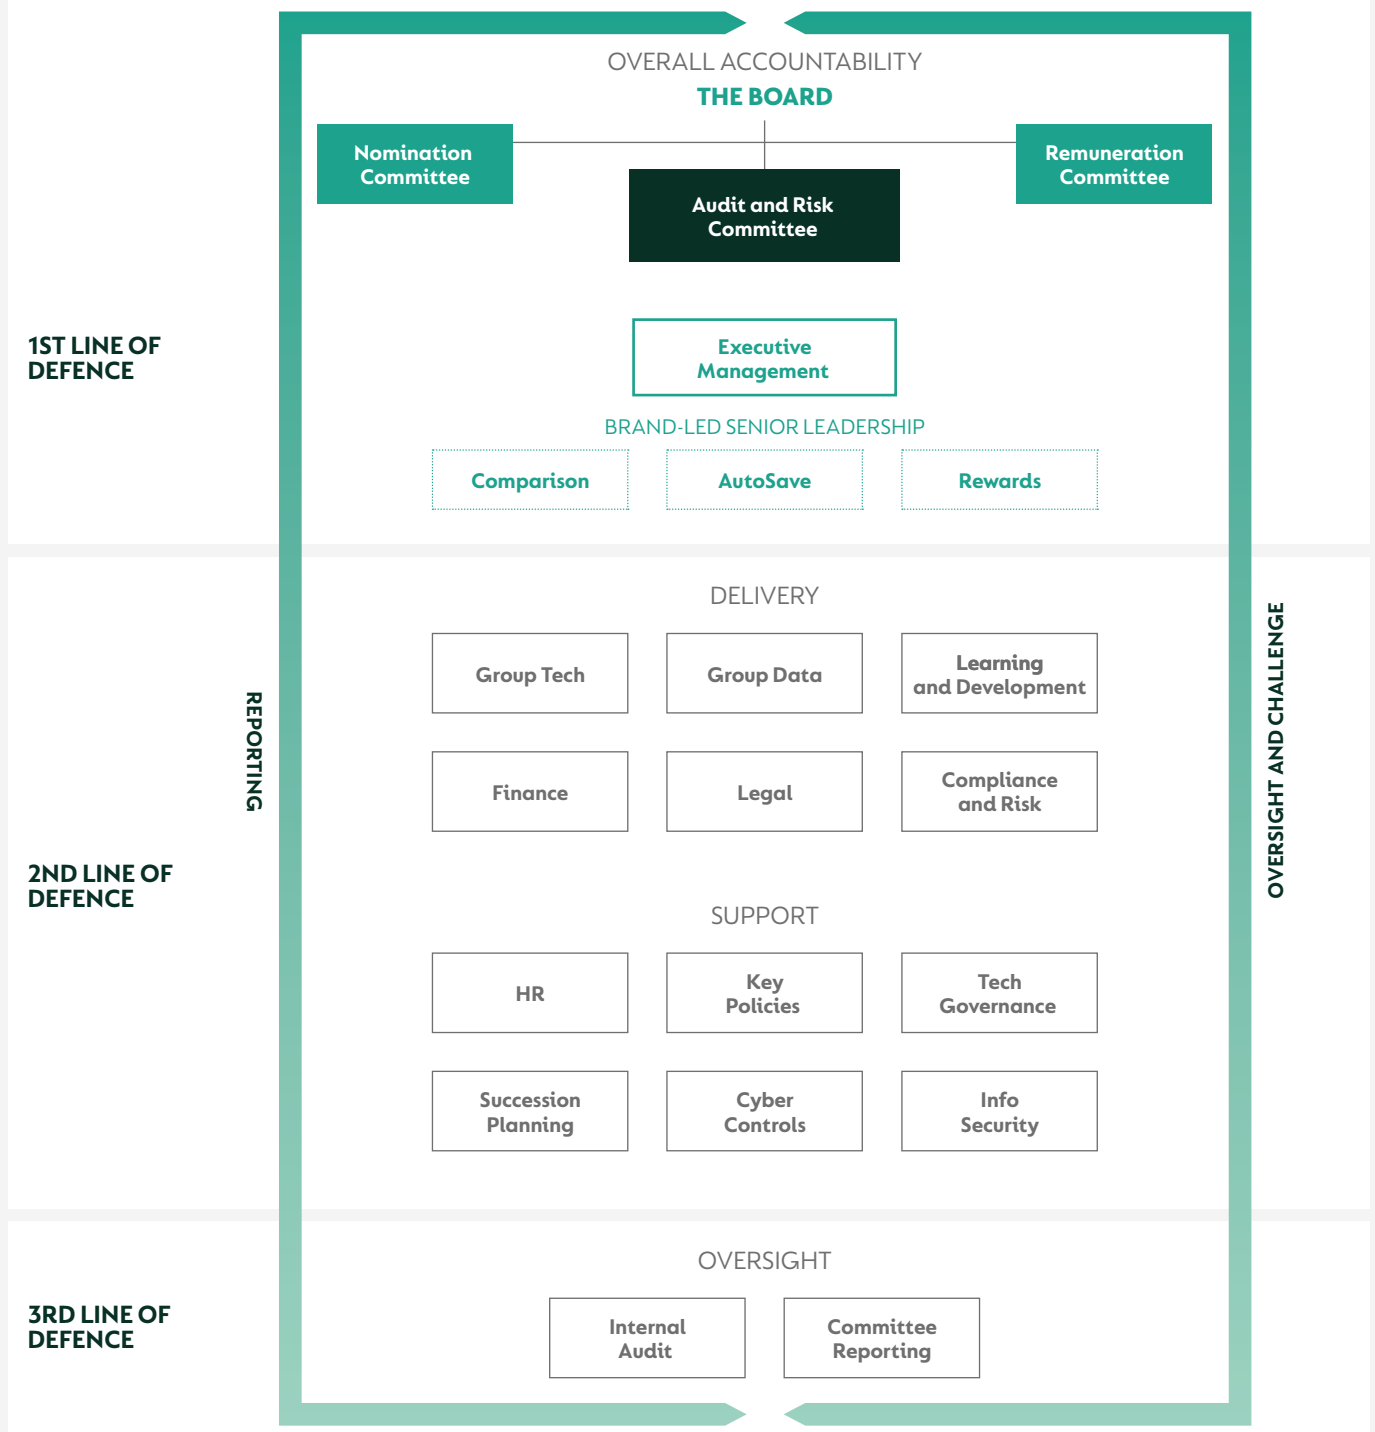 OVERALL ACCOUNTABILITY
THE BOARD
Nomination
Committee
Audit and Risk
Committee
Remuneration
Committee
1ST LINE OF
DEFENCE
Executive
Management
BRAND-LED SENIOR LEADERSHIP
Comparison
AutoSave
Rewards
REPORTING
OVERSIGHT AND CHALLENGE
2ND LINE OF
DEFENCE
DELIVERY
Group Tech
Group Data
Learning
and Development
Finance
Legal
Compliance
and Risk
SUPPORT
HR
Key
Policies
Tech
Governance
Succession
Planning
Cyber
Controls
Info
Security
3RD LINE OF
DEFENCE
OVERSIGHT
Internal
Audit
Committee
Reporting